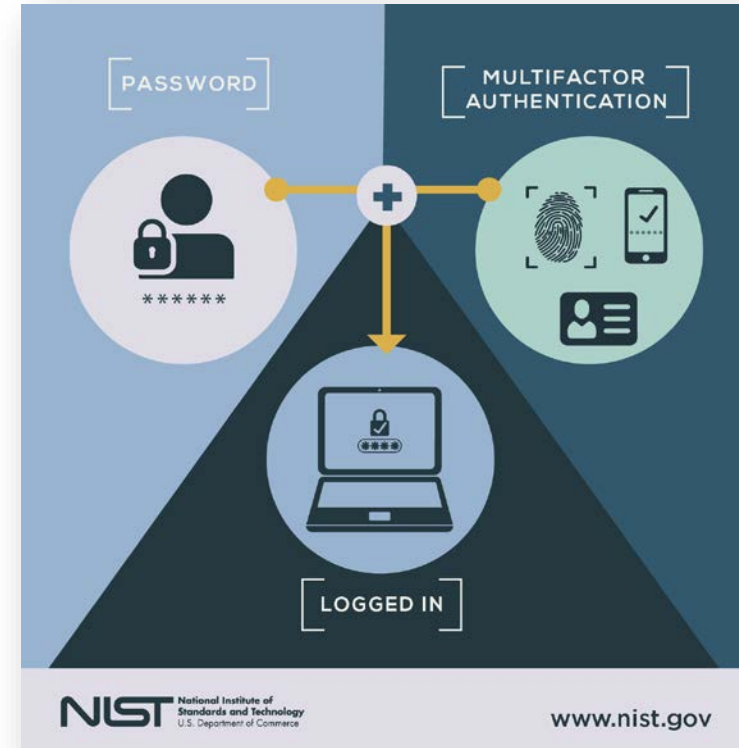 PASSWORD
MULTIFACTOR
AUTHENTICATION
******
****
LOGGED IN
NIST
National Institute of
Standards and Technology
U.S. Department of Commerce
www.nist.gov